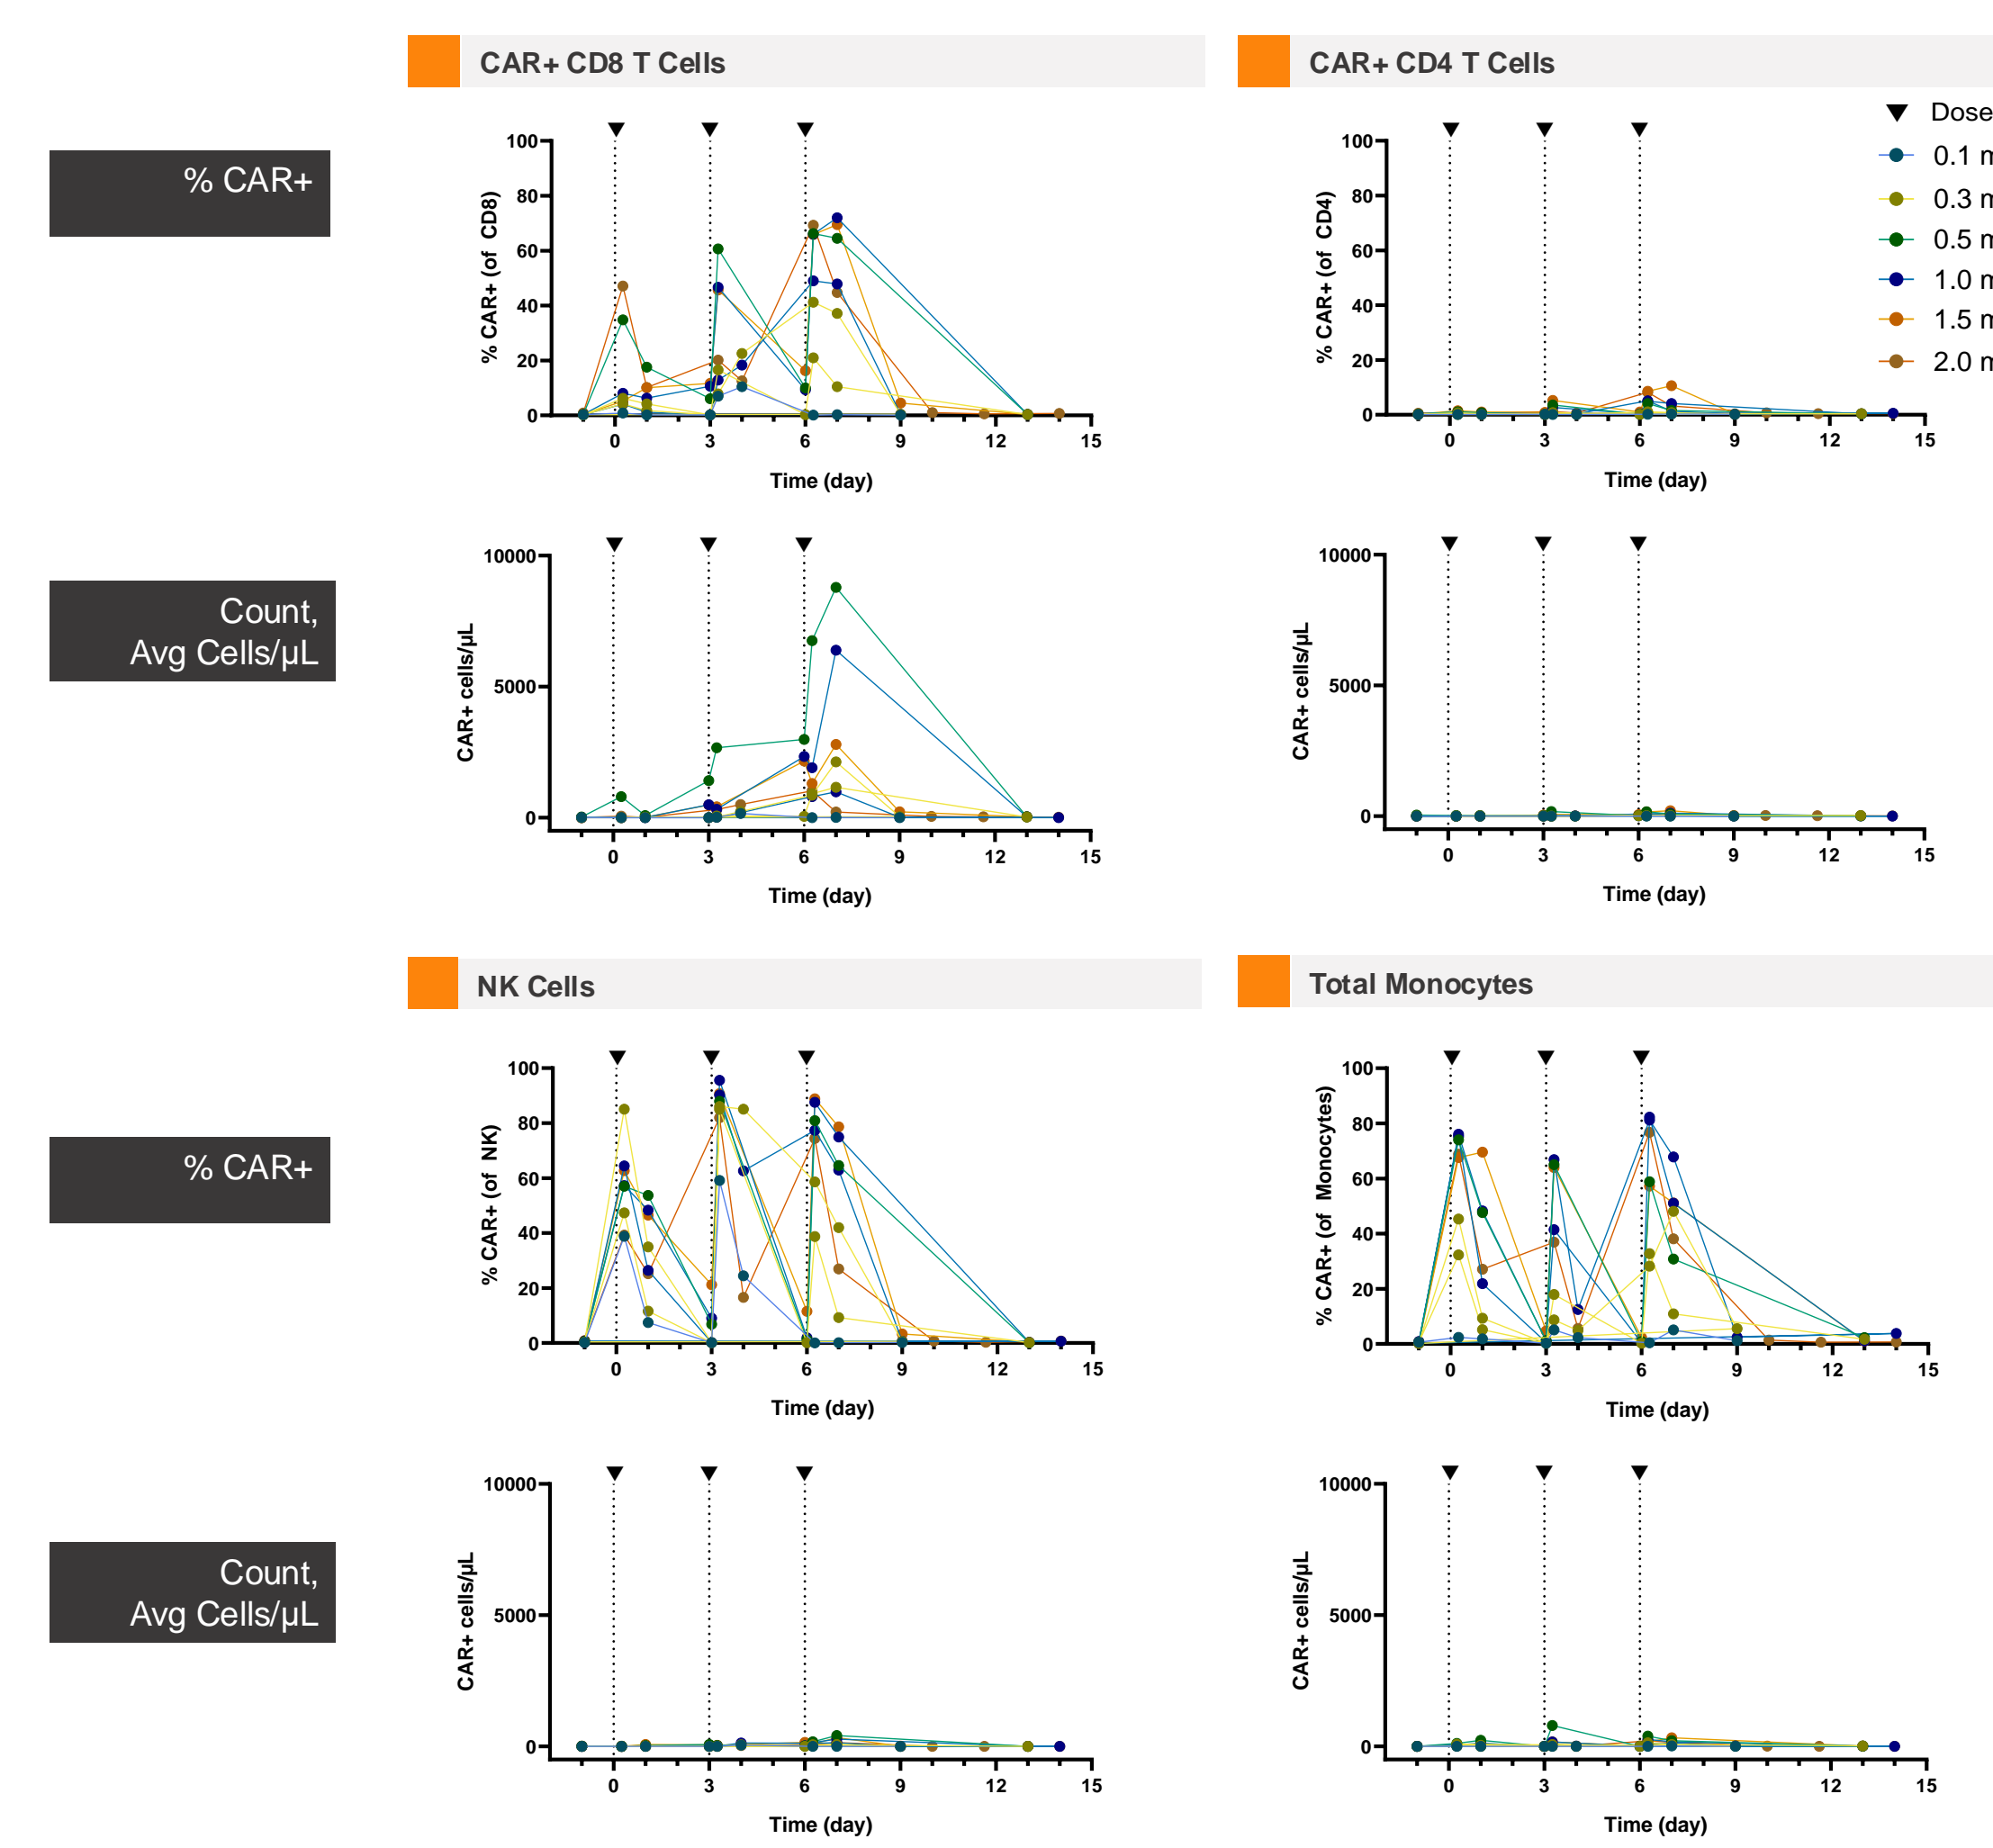 CAR+ CD8 T Cells
CAR+ CD4 T Cells
% CAR+
% CAR+ (of CD8)
100
80
60
40
20
0
0 3 6 9 12 15
Time (day)
% CAR+ (of CD4)
100
80
60
40
20
0
0 3 6 9 12 15
Time (day)
Dose
0.1 m
0.3 m
0.5 m
1.0 m
1.5 m
2.0 m
Count,
Avg Cells/μL
CAR+ cells/μL
10000
5000
0
0 3 6 9 12 15
Time (day)
CAR+ cells/μL
10000
5000
0
0 3 6 9 12 15
Time (day)
NK Cells
Total Monocytes
% CAR+
% CAR+ (of NK)
100
80
60
40
20
0
0 3 6 9 12 15
Time (day)
% CAR+ (of Monocytes)
100
80
60
40
20
0
0 3 6 9 12 15
Time (day)
Count,
Avg Cells/μL
CAR+ cells/μL
10000
5000
0
0 3 6 9 12 15
Time (day)
CAR+ cells/μL
10000
5000
0
0 3 6 9 12 15
Time (day)